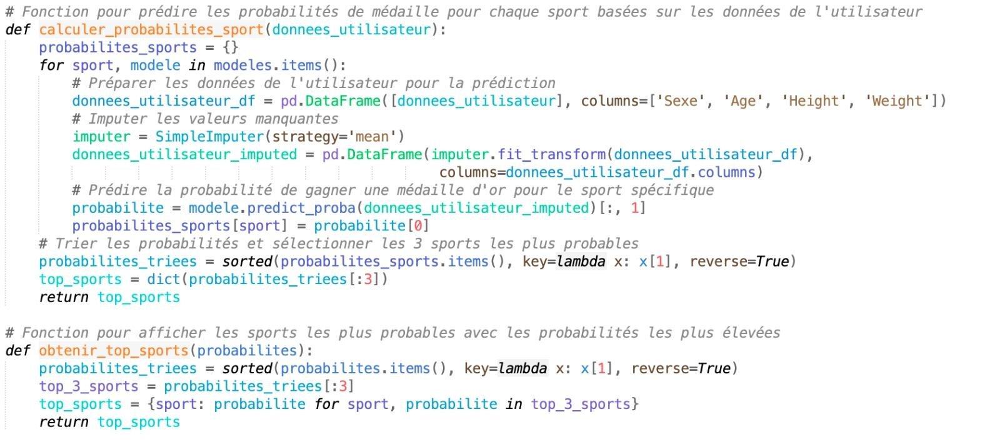 # Fonction pour prédire les probabilités de médaille pour chaque sport basées sur les données de l'utilisateur
def calculer_probabilites_sport(donnees_utilisateur):
    probabilites_sports = {}
    for sport, modele in modeles.items():
        # Préparer les données de l'utilisateur pour la prédiction
        donnees_utilisateur_df = pd.DataFrame([donnees_utilisateur], columns=['Sexe', 'Age', 'Height', 'Weight'])
        # Imputer les valeurs manquantes
        imputer = SimpleImputer(strategy='mean')
        donnees_utilisateur_imputed = pd.DataFrame(imputer.fit_transform(donnees_utilisateur_df),
                                                    columns=donnees_utilisateur_df.columns)
        # Prédire la probabilité de gagner une médaille d'or pour le sport spécifique
        probabilite = modele.predict_proba(donnees_utilisateur_imputed)[:, 1]
        probabilites_sports[sport] = probabilite[0]
    # Trier les probabilités et sélectionner les 3 sports les plus probables
    probabilites_triees = sorted(probabilites_sports.items(), key=lambda x: x[1], reverse=True)
    top_sports = dict(probabilites_triees[:3])
    return top_sports

# Fonction pour afficher les sports les plus probables avec les probabilités les plus élevées
def obtenir_top_sports(probabilites):
    probabilites_triees = sorted(probabilites.items(), key=lambda x: x[1], reverse=True)
    top_3_sports = probabilites_triees[:3]
    top_sports = {sport: probabilite for sport, probabilite in top_3_sports}
    return top_sports